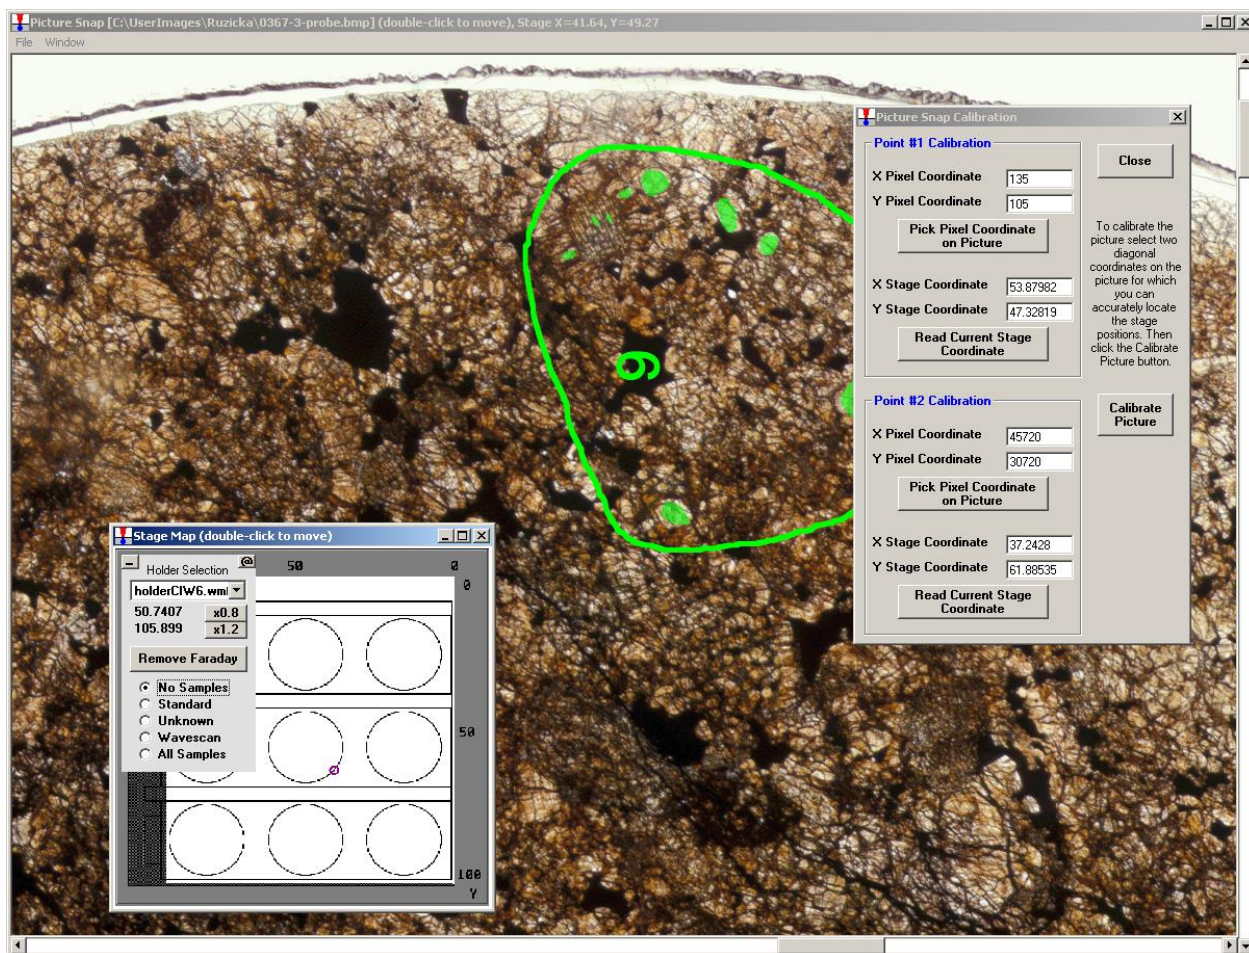 Picture Snap [C:\UserImages\Ruzicka\0367-3-probe.bmp] (double-click to move), Stage X=41.64, Y=49.27
File Window
Picture Snap Calibration
Point #1 Calibration
Close
X Pixel Coordinate 135
Y Pixel Coordinate 105
Pick Pixel Coordinate
on Picture
X Stage Coordinate 53.87982
Y Stage Coordinate 47.32819
Read Current Stage
Coordinate
To calibrate the
picture select two
diagonal
coordinates on the
picture for which
you can
accurately locate
the stage
positions. Then
click the Calibrate
Picture button.
Point #2 Calibration
Calibrate
Picture
X Pixel Coordinate 45720
Y Pixel Coordinate 30720
Pick Pixel Coordinate
on Picture
X Stage Coordinate 37.2428
Y Stage Coordinate 61.88535
Read Current Stage
Coordinate
9
Stage Map (double-click to move)
Holder Selection @
holderCIW6.wm
50.7407 x0.8
105.899 x1.2
Remove Faraday
No Samples
Standard
Unknown
Wavescan
All Samples
50 0
0
50
100
Y